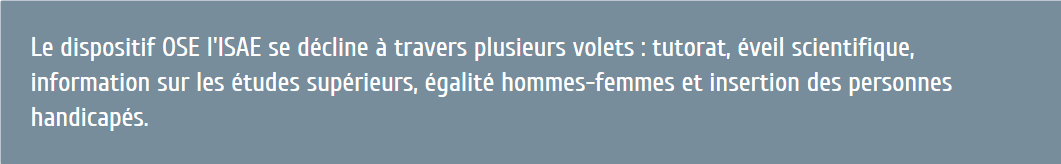 Le dispositif OSE l'ISAE se décline à travers plusieurs volets : tutorat, éveil scientifique,
information sur les études supérieurs, égalité hommes-femmes et insertion des personnes
handicapés.